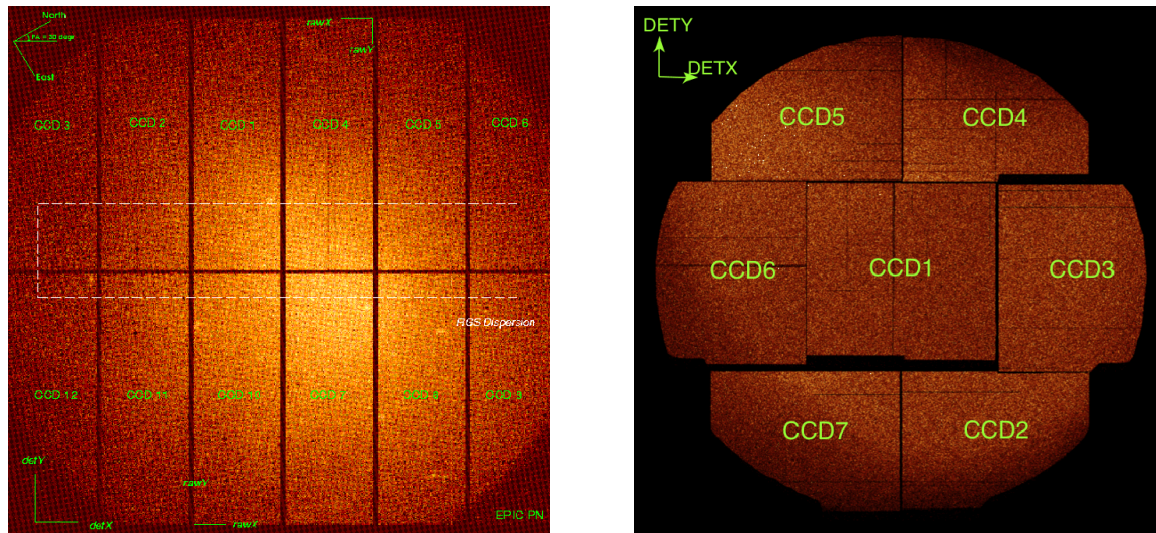 North
PA = 30 degr
East
rawX
rawY
CCD 3
CCD 2
CCD 1
CCD 4
CCD 5
CCD 6
RGS Dispersion
CCD 12
CCD 11
CCD 10
CCD 7
CCD 8
CCD 9
detY
detX
rawY
rawX
EPIC PN
DETY
DETX
CCD5
CCD4
CCD6
CCD1
CCD3
CCD7
CCD2